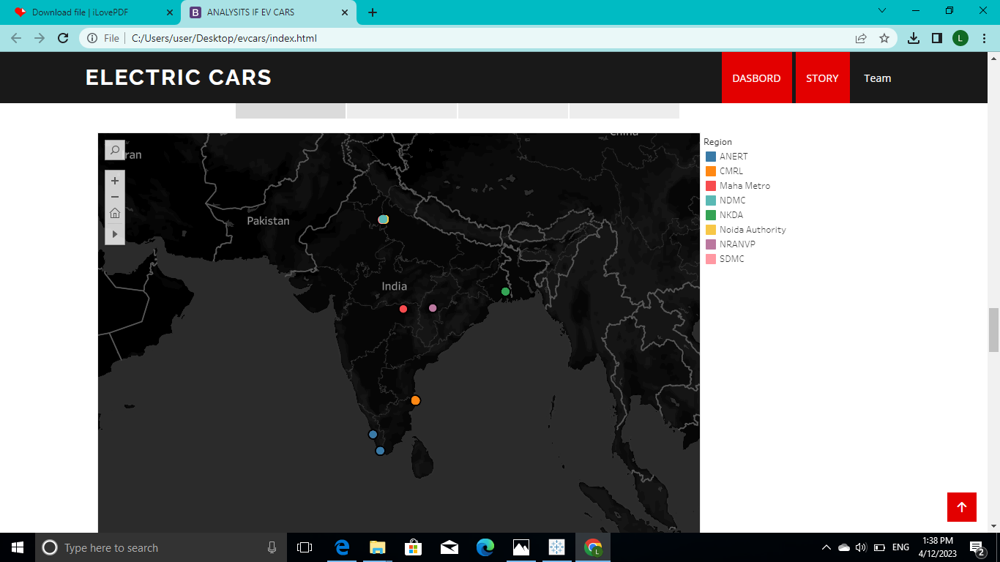 Download file | iLovePDF
ANALYSITS IF EV CARS
File
C:/Users/user/Desktop/evcars/index.html
L
ELECTRIC CARS
DASBORD
STORY
Team
China
ran
Pakistan
India
Region
ANERT
CMRL
Maha Metro
NDMC
NKDA
Noida Authority
NRANVP
SDMC
Type here to search
L
ENG
1:38 PM
4/12/2023
2